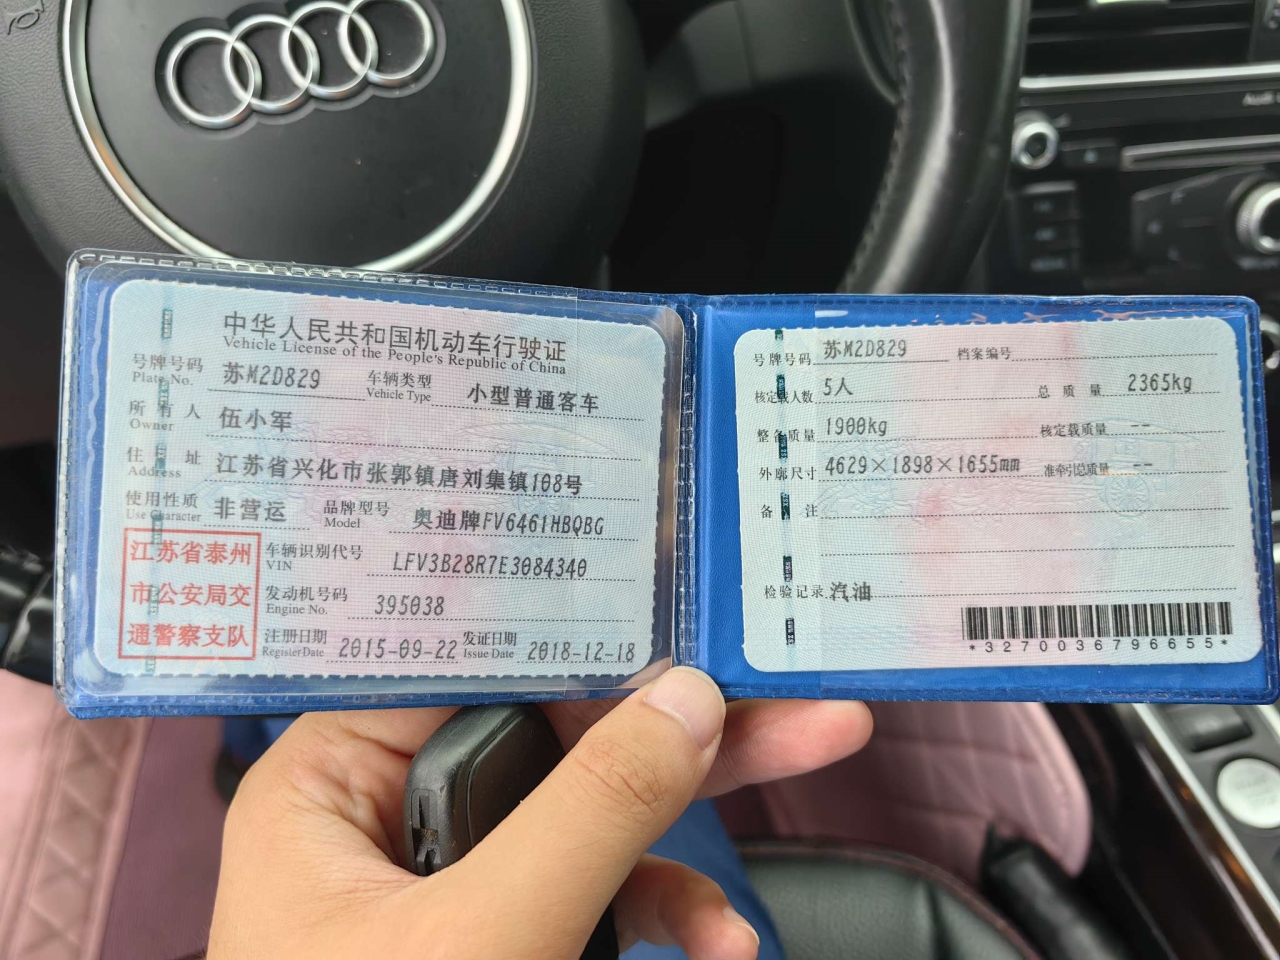 中华人民共和国机动车行驶证
Vehicle License of the People's Republic of China
号牌号码 苏M2D829 车辆类型 小型普通客车
Plate No. Vehicle Type
所有人 伍小军
Owner
住址 江苏省兴化市张郭镇唐刘集镇108号
Address
使用性质 非营运 品牌型号 奥迪牌FV6461HBQBG
Use Character Model
江苏省泰州
市公安局交
通警察支队
车辆识别代号 LFV3B28R7E3084340
VIN
发动机号码 395038
Engine No.
注册日期 2015-09-22 发证日期 2018-12-18
Register Date Issue Date
号牌号码 苏M2D829 档案编号
核定载人数 5人 总质量 2365kg
整备质量 1900kg 核定载质量 --
外廓尺寸 4629×1898×1655mm 准牵引总质量 --
备注
检验记录 汽油
*3270036796655*
Audi